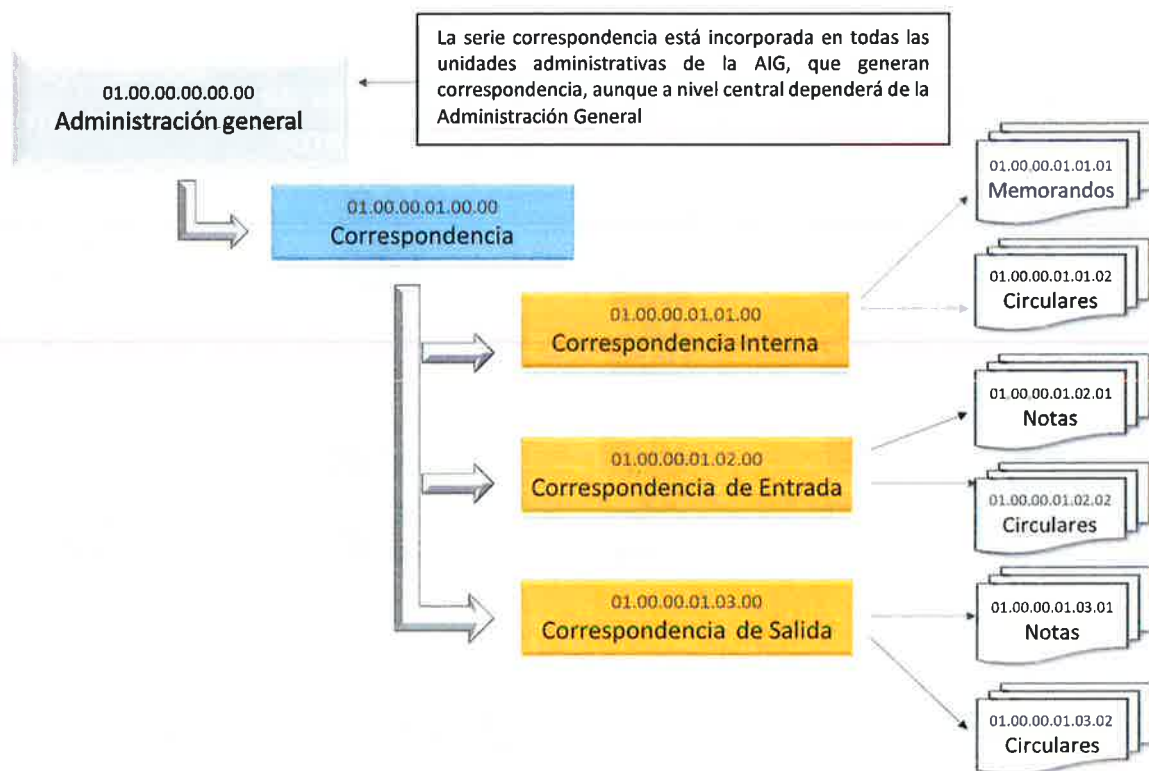 La serie correspondencia está incorporada en todas las
unidades administrativas de la AIG, que generan
correspondencia, aunque a nivel central dependerá de la
Administración General
01.00.00.00.00.00
Administración general
01.00.00.01.00.00
Correspondencia
01.00.00.01.01.00
Correspondencia Interna
01.00.00.01.01.01
Memorandos
01.00.00.01.01.02
Circulares
01.00.00.01.02.00
Correspondencia de Entrada
01.00.00.01.02.01
Notas
01.00.00.01.02.02
Circulares
01.00.00.01.03.00
Correspondencia de Salida
01.00.00.01.03.01
Notas
01.00.00.01.03.02
Circulares